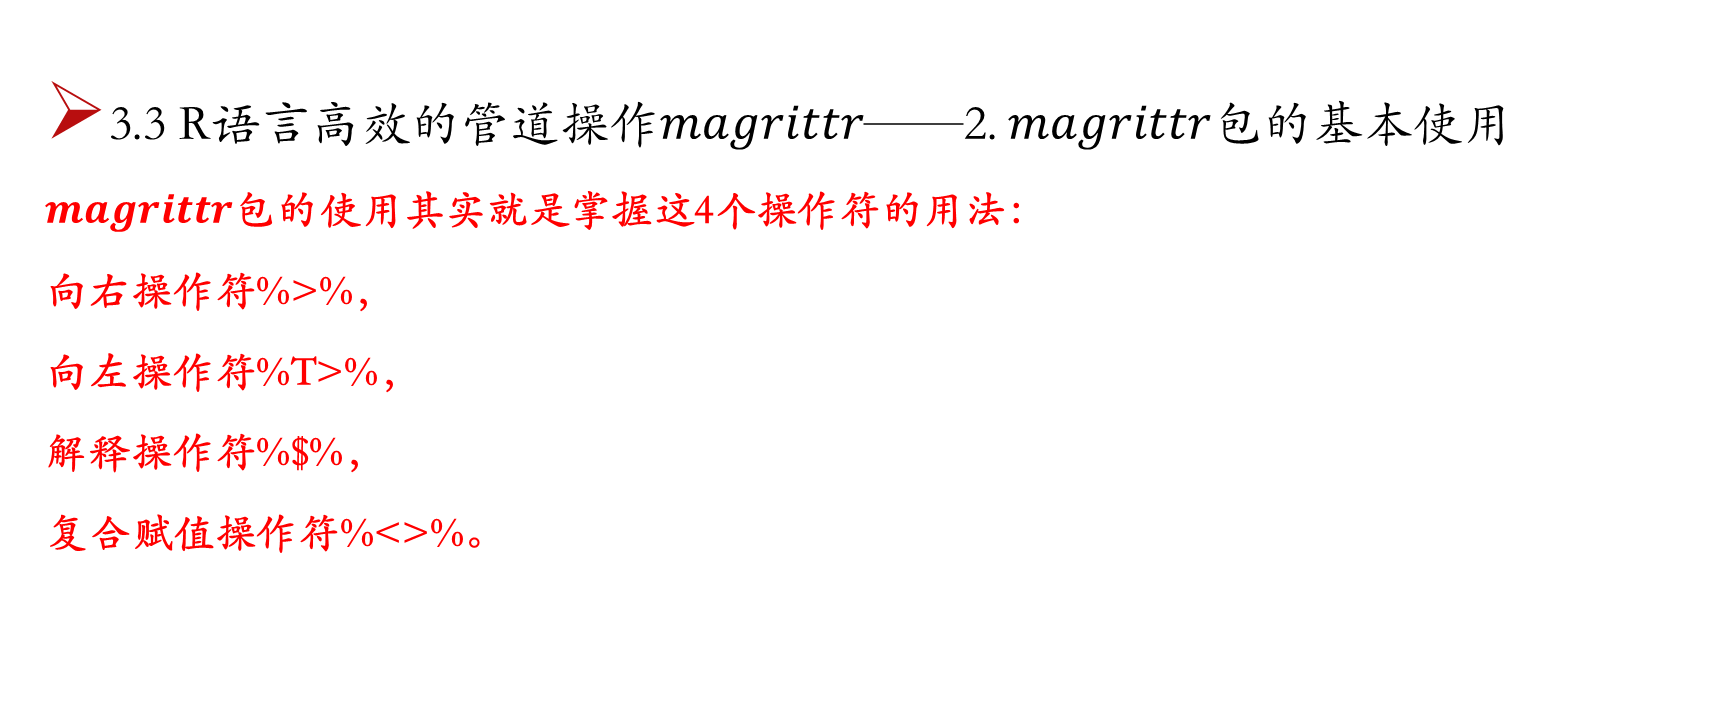 3.3 R语言高效的管道操作magrittr——2. magrittr包的基本使用
magrittr包的使用其实就是掌握这4个操作符的用法：
向右操作符%>%，
向左操作符%T>%，
解释操作符%$%，
复合赋值操作符%<>%。